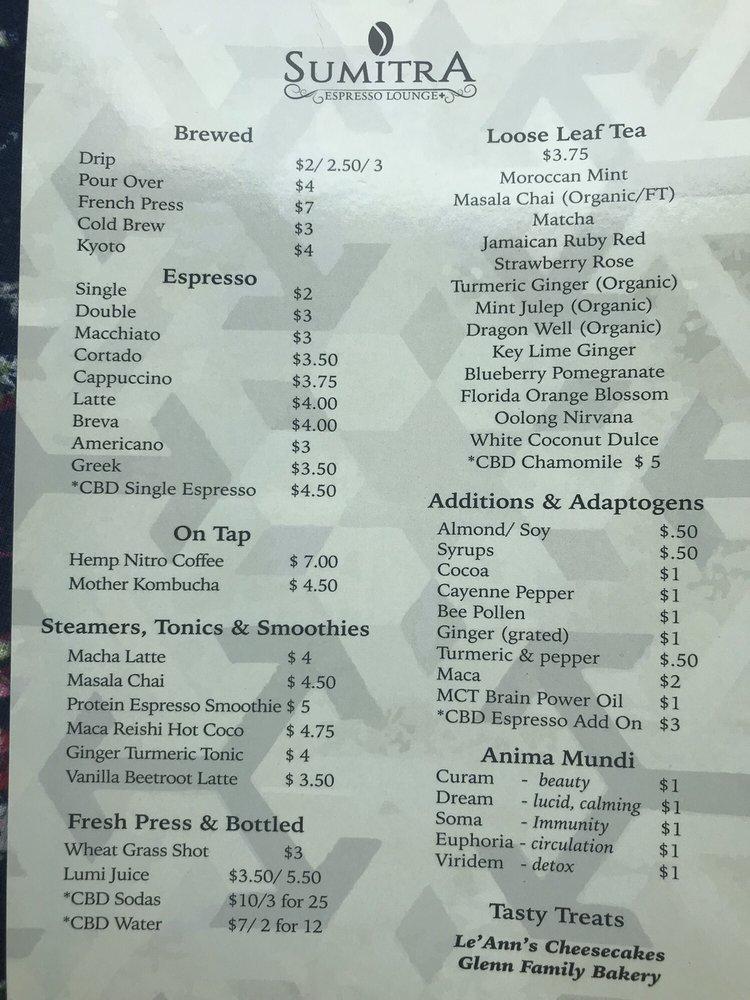 SUMITRA
ESPRESSO LOUNGE+
Brewed
Drip $2/ 2.50/ 3
Pour Over $4
French Press $7
Cold Brew $3
Kyoto $4
Espresso
Single $2
Double $3
Macchiato $3
Cortado $3.50
Cappuccino $3.75
Latte $4.00
Breva $4.00
Americano $3
Greek $3.50
*CBD Single Espresso $4.50
On Tap
Hemp Nitro Coffee $ 7.00
Mother Kombucha $ 4.50
Steamers, Tonics & Smoothies
Macha Latte $ 4
Masala Chai $ 4.50
Protein Espresso Smoothie $ 5
Maca Reishi Hot Coco $ 4.75
Ginger Turmeric Tonic $ 4
Vanilla Beetroot Latte $ 3.50
Fresh Press & Bottled
Wheat Grass Shot $3
Lumi Juice $3.50/ 5.50
*CBD Sodas $10/3 for 25
*CBD Water $7/ 2 for 12
Loose Leaf Tea
$3.75
Moroccan Mint
Masala Chai (Organic/FT)
Matcha
Jamaican Ruby Red
Strawberry Rose
Turmeric Ginger (Organic)
Mint Julep (Organic)
Dragon Well (Organic)
Key Lime Ginger
Blueberry Pomegranate
Florida Orange Blossom
Oolong Nirvana
White Coconut Dulce
*CBD Chamomile $ 5
Additions & Adaptogens
Almond/ Soy $.50
Syrups $.50
Cocoa $1
Cayenne Pepper $1
Bee Pollen $1
Ginger (grated) $1
Turmeric & pepper $.50
Maca $2
MCT Brain Power Oil $1
*CBD Espresso Add On $3
Anima Mundi
Curam - beauty $1
Dream - lucid, calming $1
Soma - Immunity $1
Euphoria - circulation $1
Viridem - detox $1
Tasty Treats
Le'Ann's Cheesecakes
Glenn Family Bakery